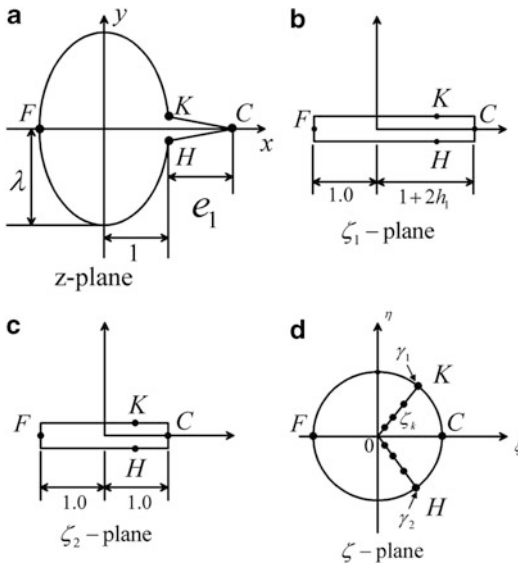 a
y
F
K
C
x
H
λ
e₁
1
z-plane
b
F
K
C
H
1.0
1+2h₁
ζ₁ − plane
c
F
K
C
H
1.0
1.0
ζ₂ − plane
d
η
γ₁
K
F
ζₖ
C
0
ξ
H
γ₂
ζ − plane